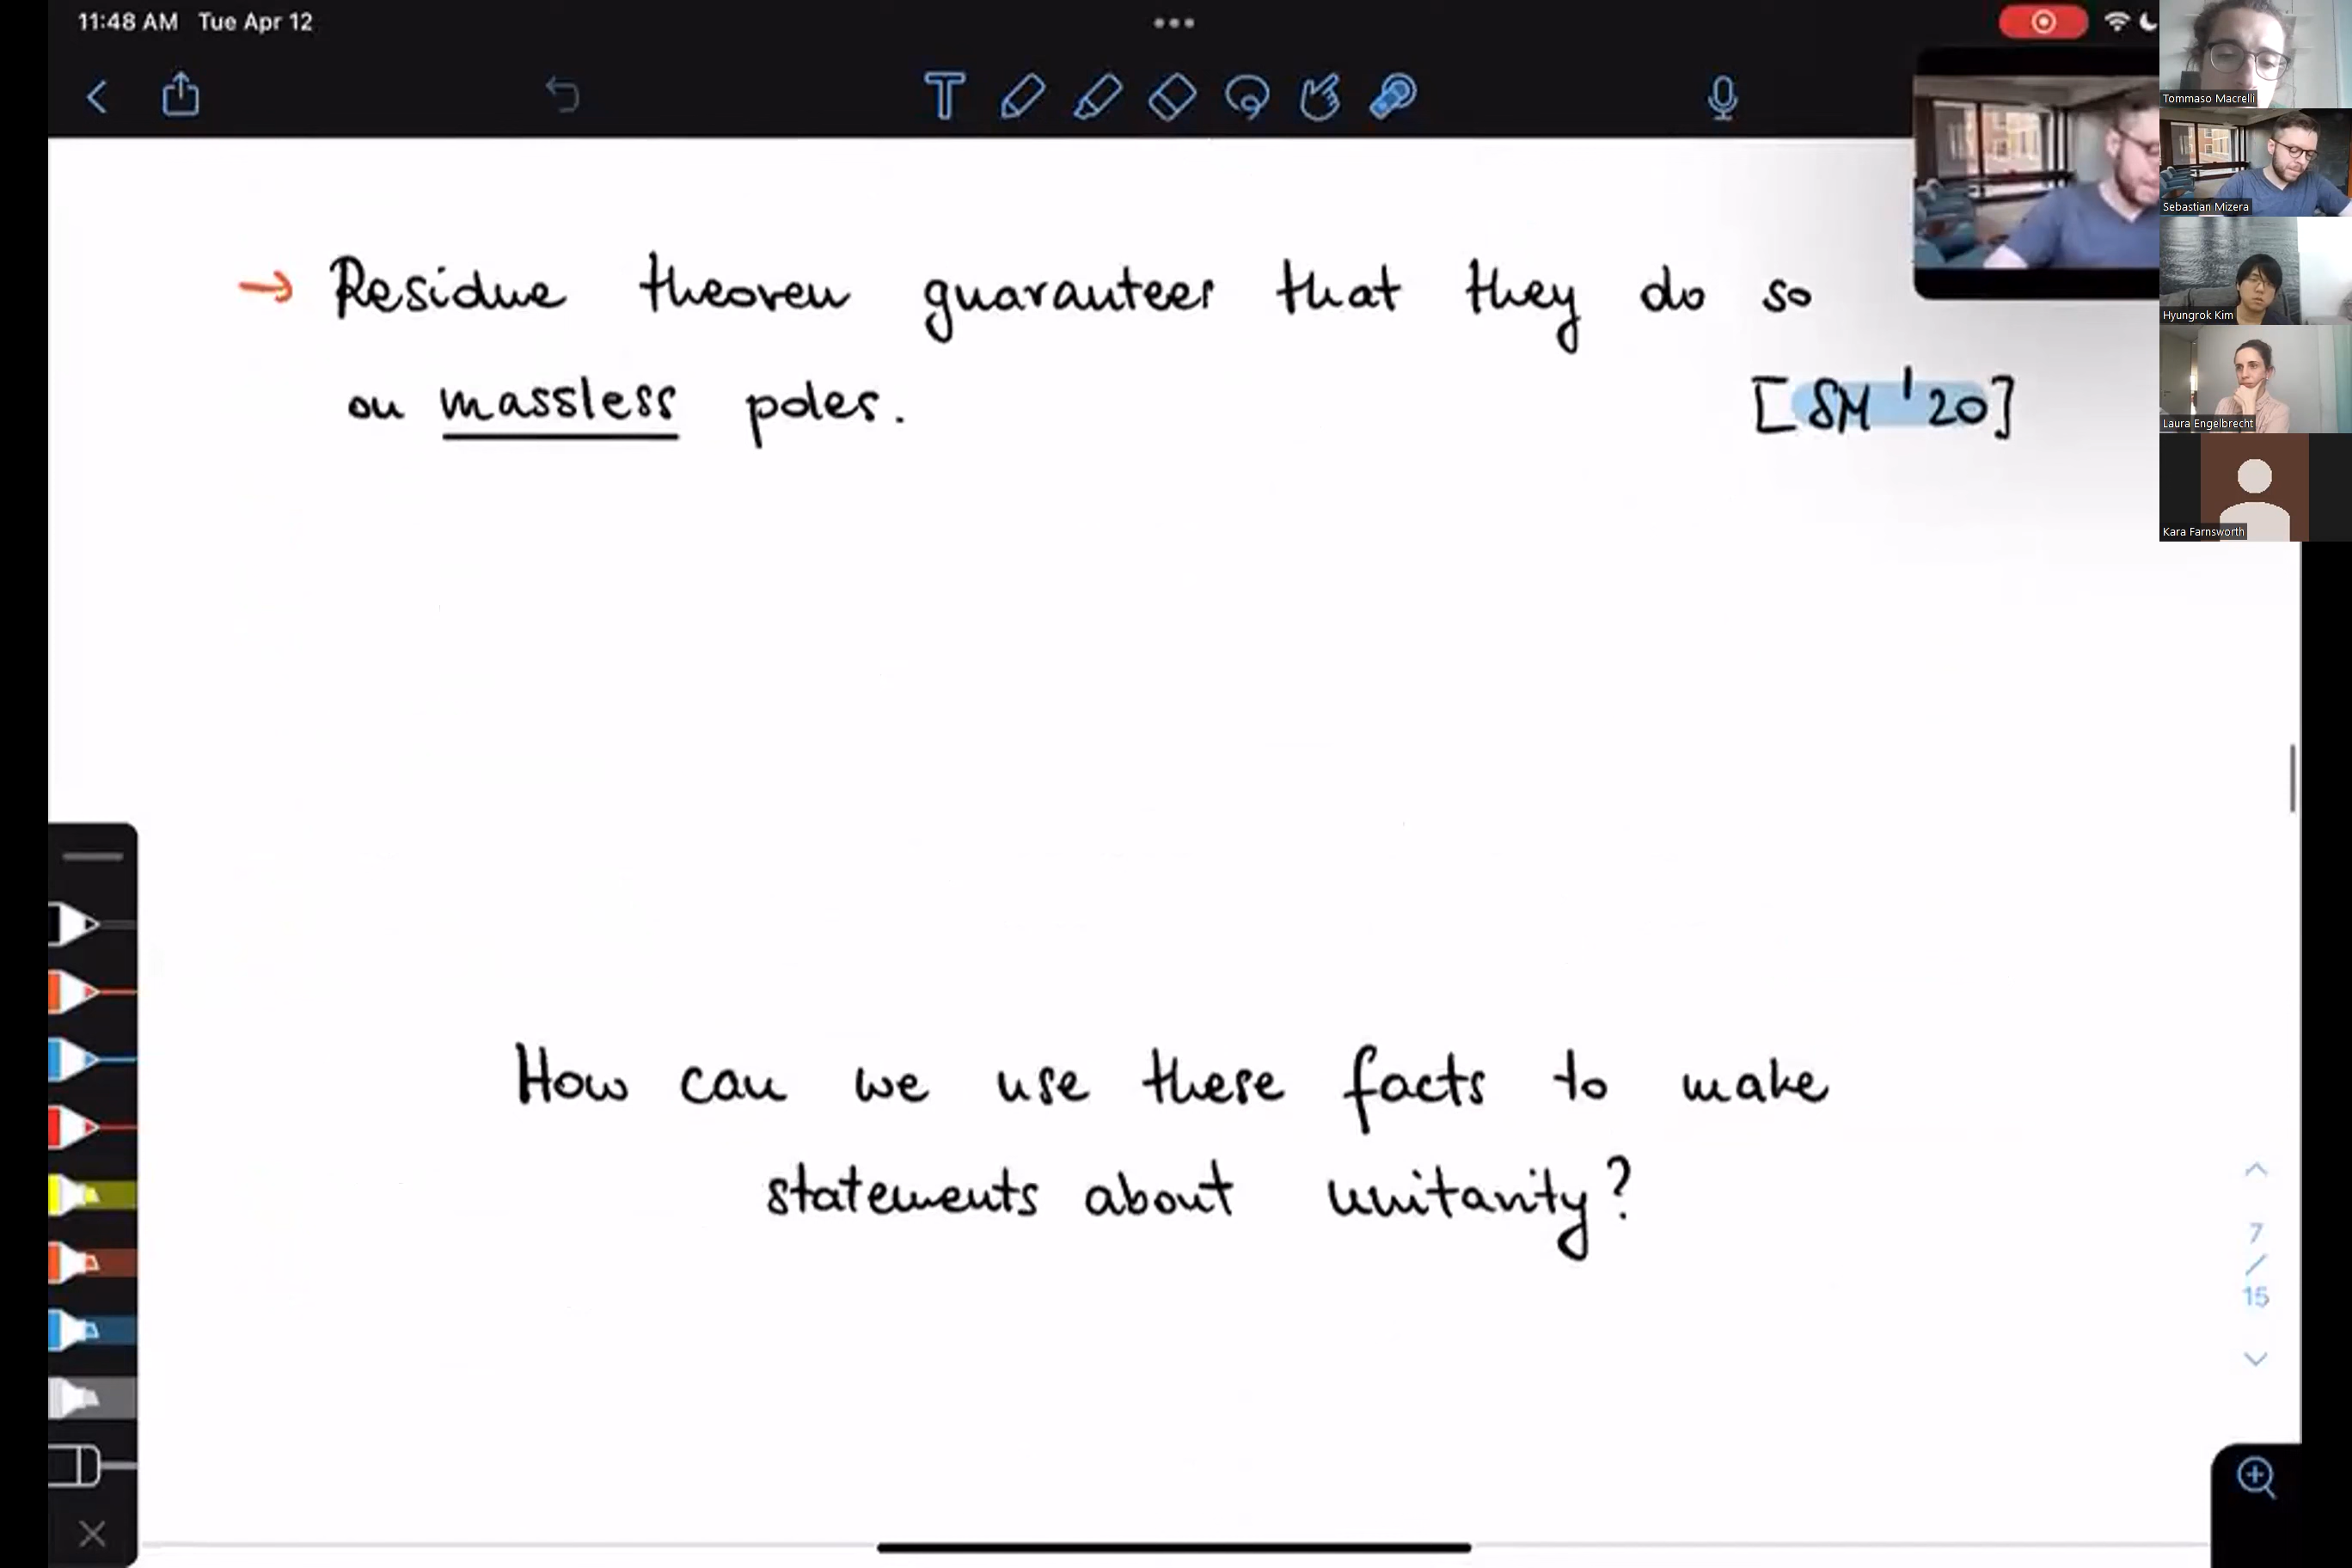 11:48 AM Tue Apr 12
→ Residue theorem guarantees that they do so
on massless poles. [SM '20]
How can we use these facts to make
statements about unitarity?
7
/
15
Tommaso Macrelli
Sebastian Mizera
Hyungrok Kim
Laura Engelbrecht
Kara Farnsworth